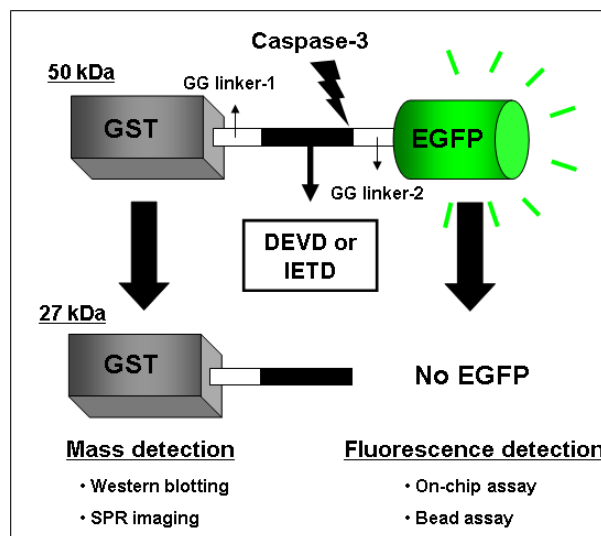 Caspase-3
50 kDa
GG linker-1
GST
EGFP
GG linker-2
DEVD or
IETD
27 kDa
GST
No EGFP
Mass detection
• Western blotting
• SPR imaging
Fluorescence detection
• On-chip assay
• Bead assay